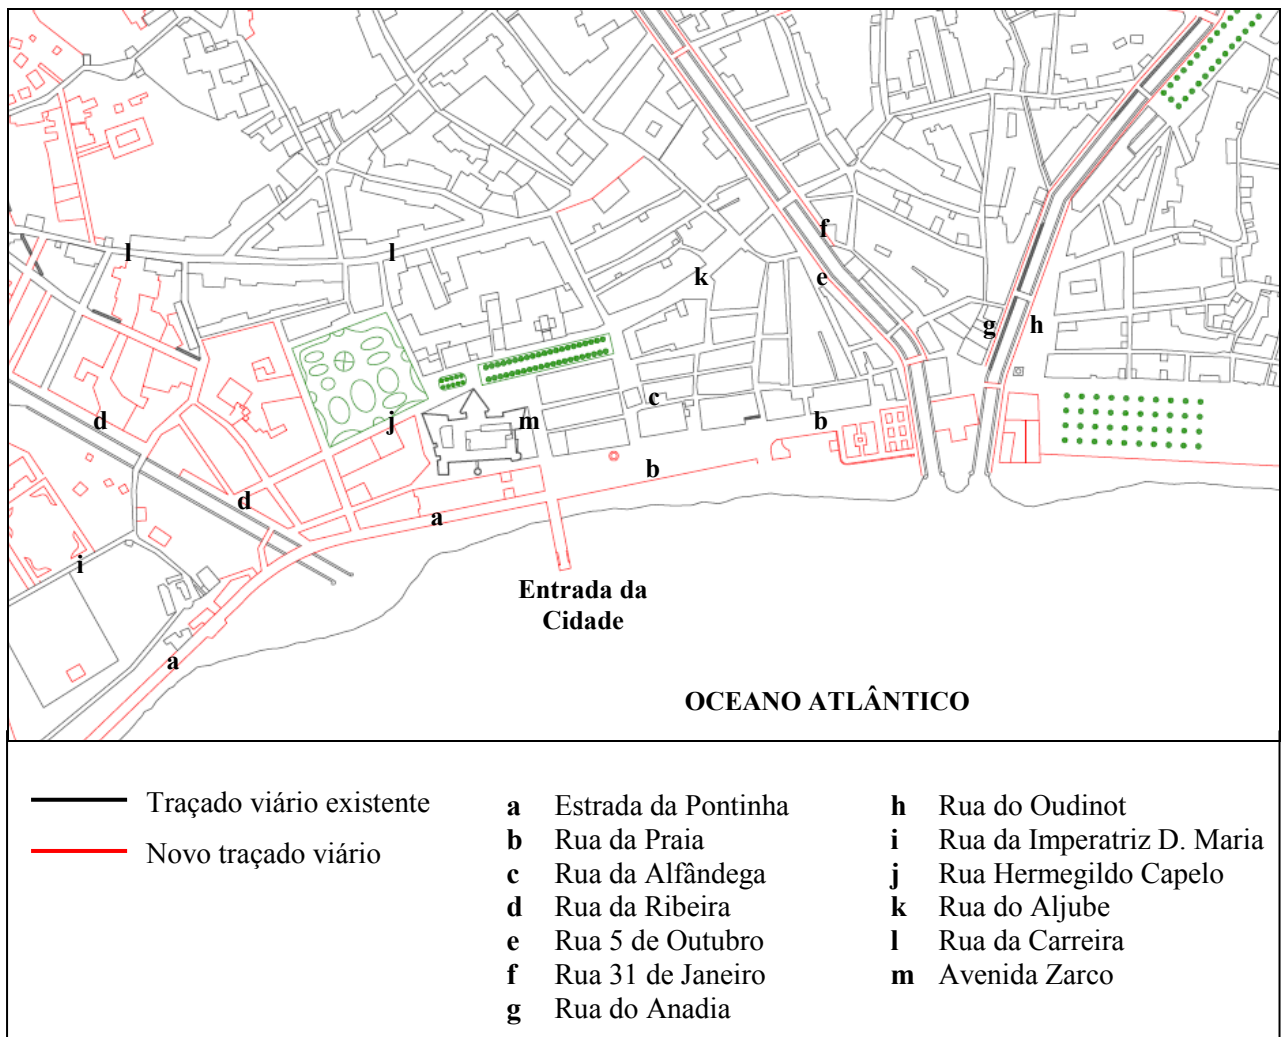 f
l
l
k
e
g
h
c
j
m
b
d
b
d
a
i
Entrada da
Cidade
a
OCEANO ATLÂNTICO
Traçado viário existente
Novo traçado viário
a Estrada da Pontinha
b Rua da Praia
c Rua da Alfândega
d Rua da Ribeira
e Rua 5 de Outubro
f Rua 31 de Janeiro
g Rua do Anadia
h Rua do Oudinot
i Rua da Imperatriz D. Maria
j Rua Hermegildo Capelo
k Rua do Aljube
l Rua da Carreira
m Avenida Zarco